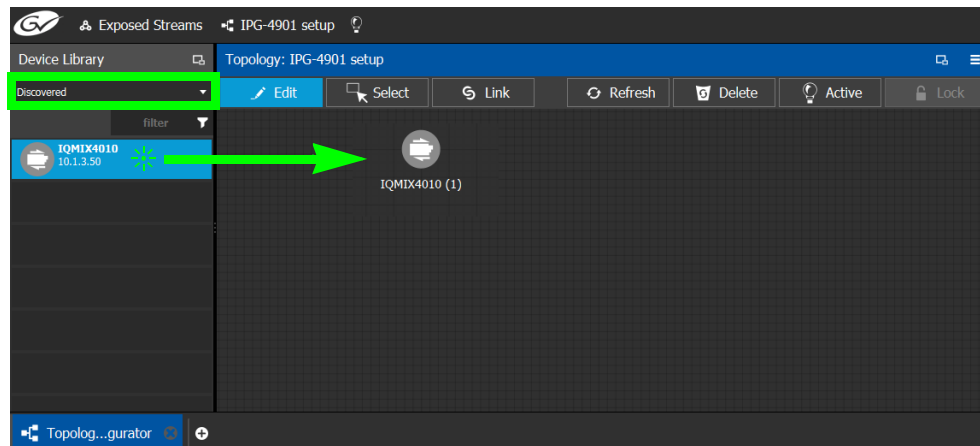 GV Exposed Streams IPG-4901 setup
Device Library
Topology: IPG-4901 setup
Discovered
Edit Select Link Refresh Delete Active Lock
filter
IQMIX4010
10.1.3.50
IQMIX4010 (1)
Topolog...gurator